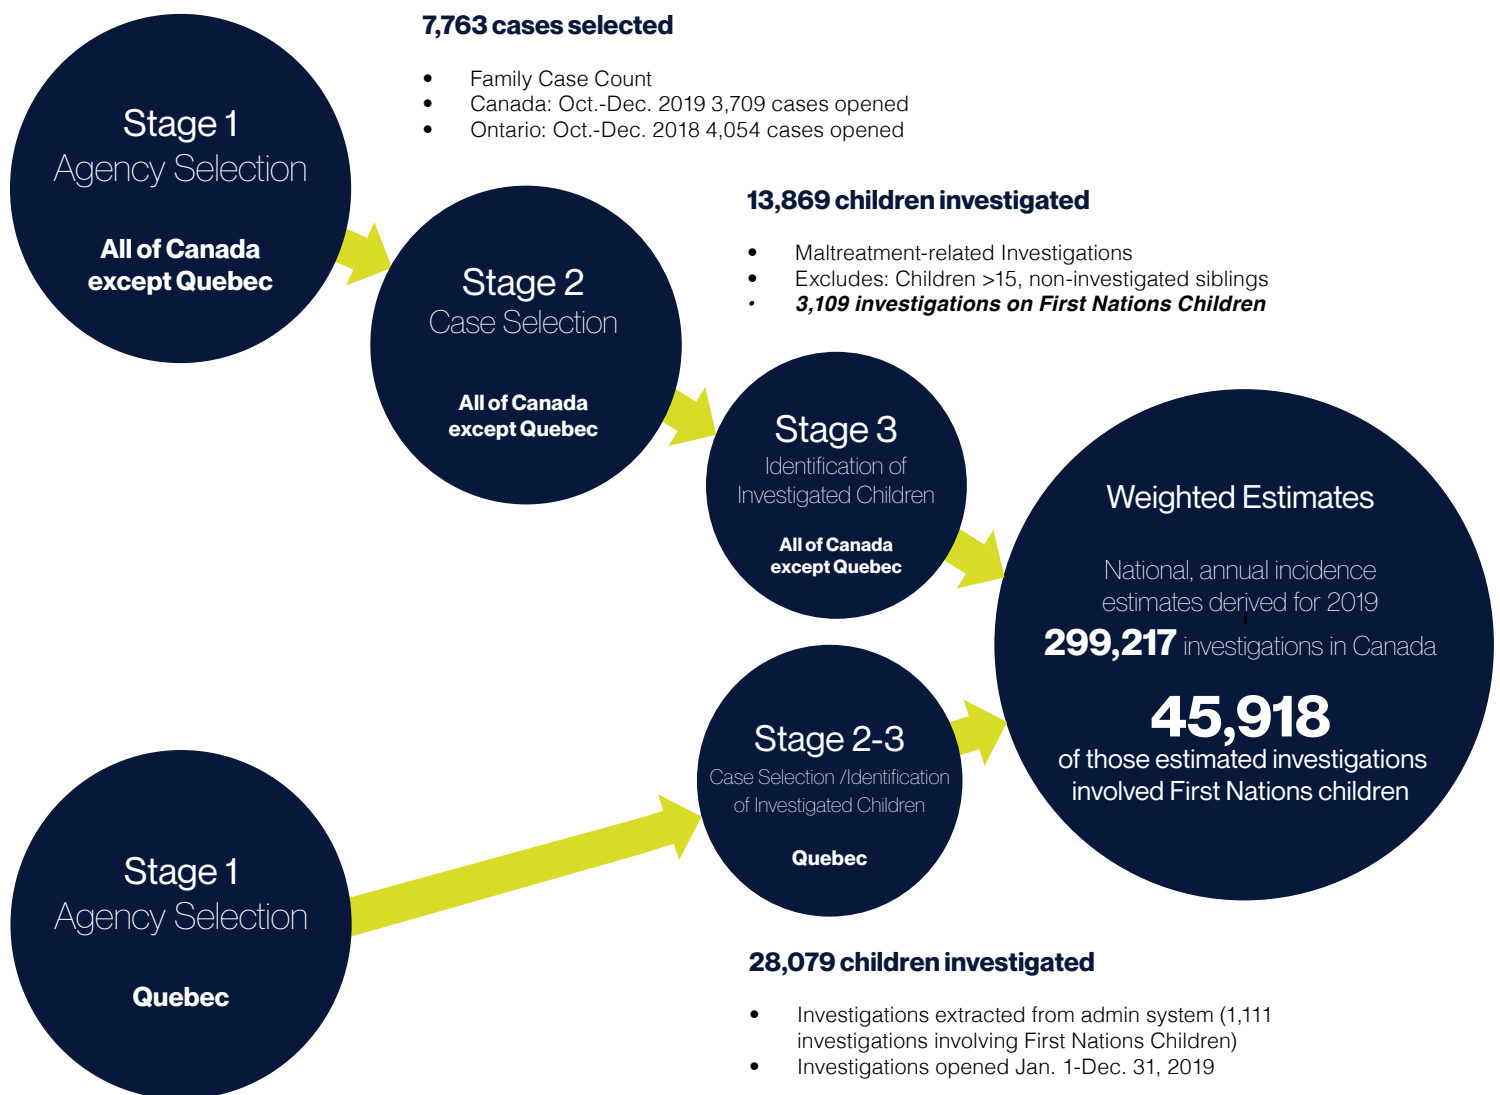 7,763 cases selected
• Family Case Count
• Canada: Oct.-Dec. 2019 3,709 cases opened
• Ontario: Oct.-Dec. 2018 4,054 cases opened
Stage 1
Agency Selection
All of Canada
except Quebec
13,869 children investigated
• Maltreatment-related Investigations
• Excludes: Children >15, non-investigated siblings
• 3,109 investigations on First Nations Children
Stage 2
Case Selection
All of Canada
except Quebec
Stage 3
Identification of
Investigated Children
All of Canada
except Quebec
Weighted Estimates
National, annual incidence
estimates derived for 2019
299,217 investigations in Canada
45,918
of those estimated investigations
involved First Nations children
Stage 2-3
Case Selection /Identification
of Investigated Children
Quebec
Stage 1
Agency Selection
Quebec
28,079 children investigated
• Investigations extracted from admin system (1,111
investigations involving First Nations Children)
• Investigations opened Jan. 1-Dec. 31, 2019